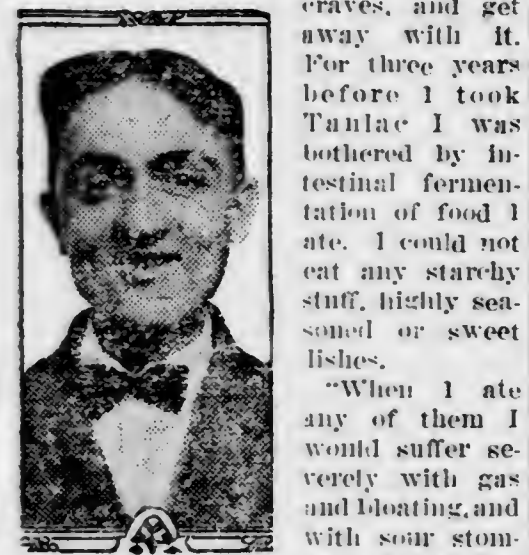 craves, and get
away with it.
For three years
before I took
Tanlac I was
bothered by in-
testinal fermen-
tation of food I
ate. I could not
eat any starchy
stuff, highly sea-
soned or sweet
lishes.
"When I ate
any of them I
would suffer se-
verely with gas
and bloating, and
with sour stom-